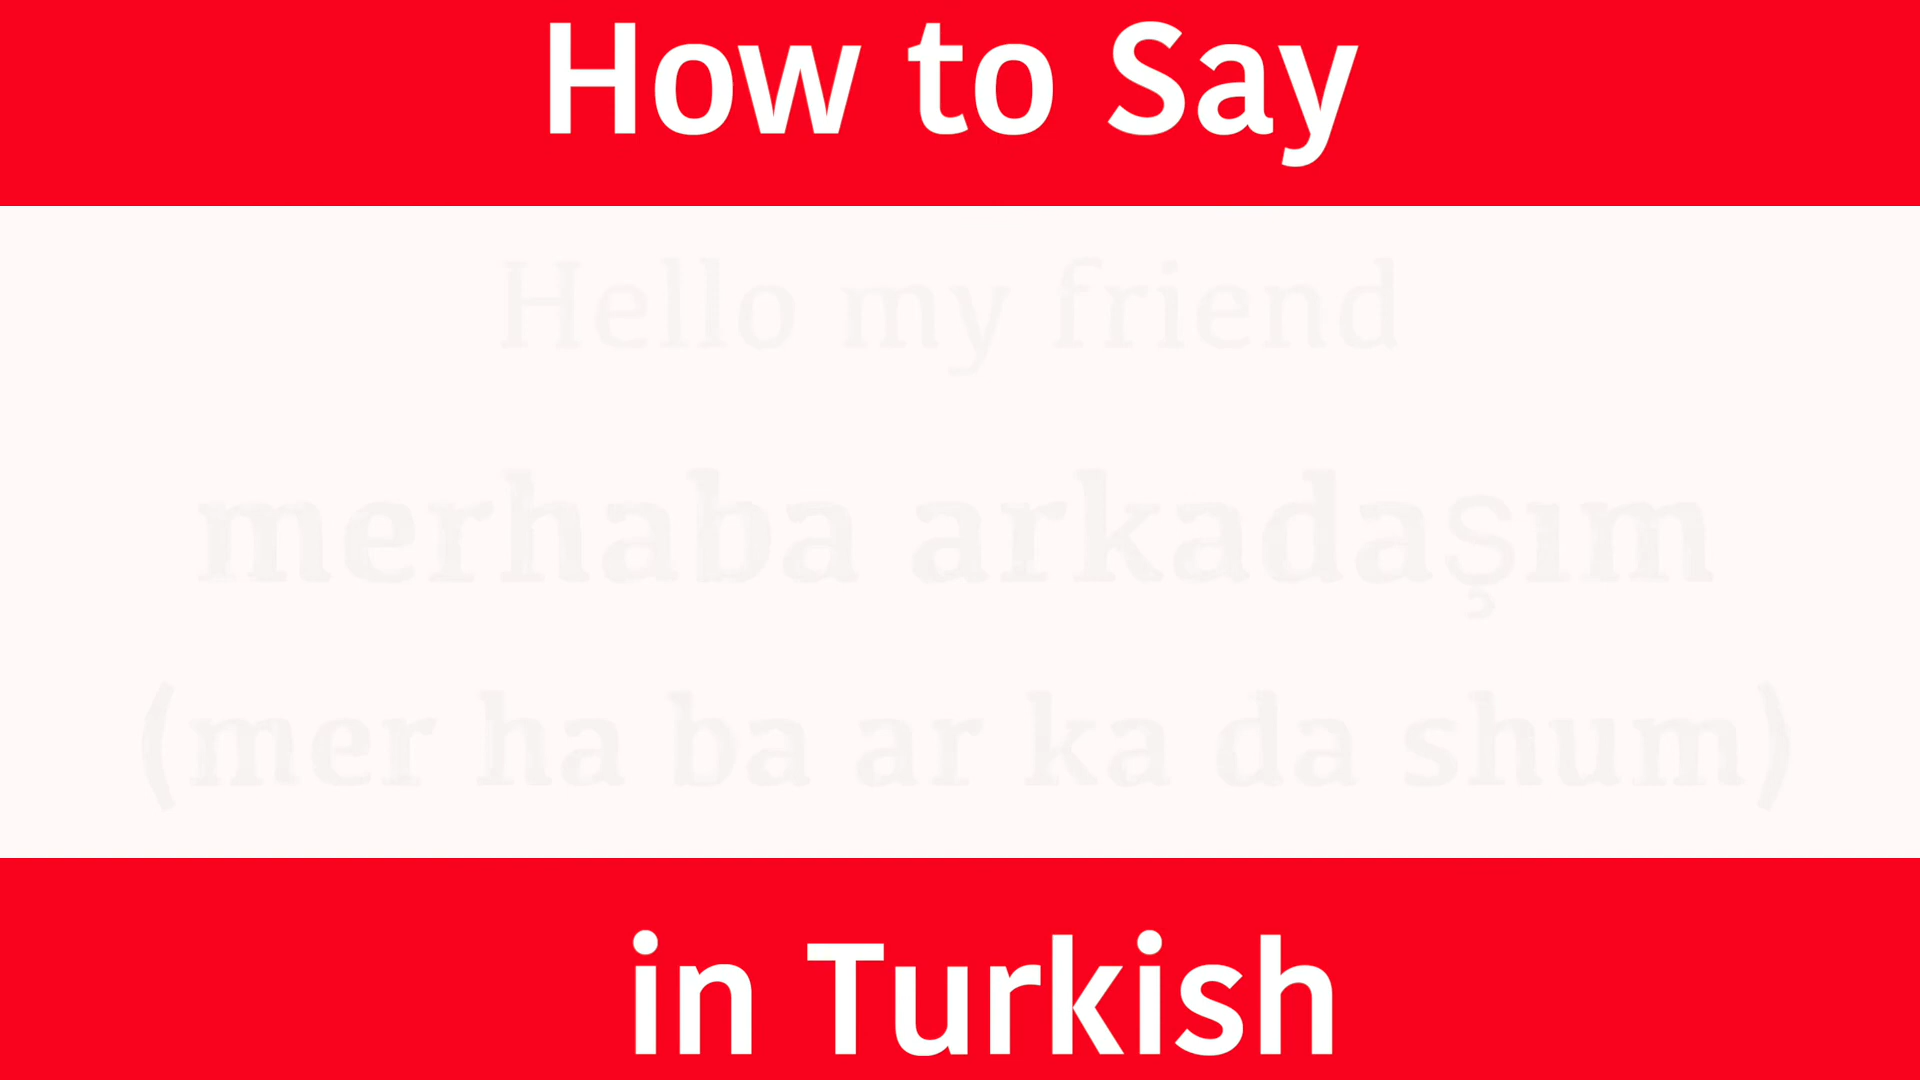 How to Say
Hello my friend
merhaba arkadaşım
(mer ha ba ar ka da shum)
in Turkish